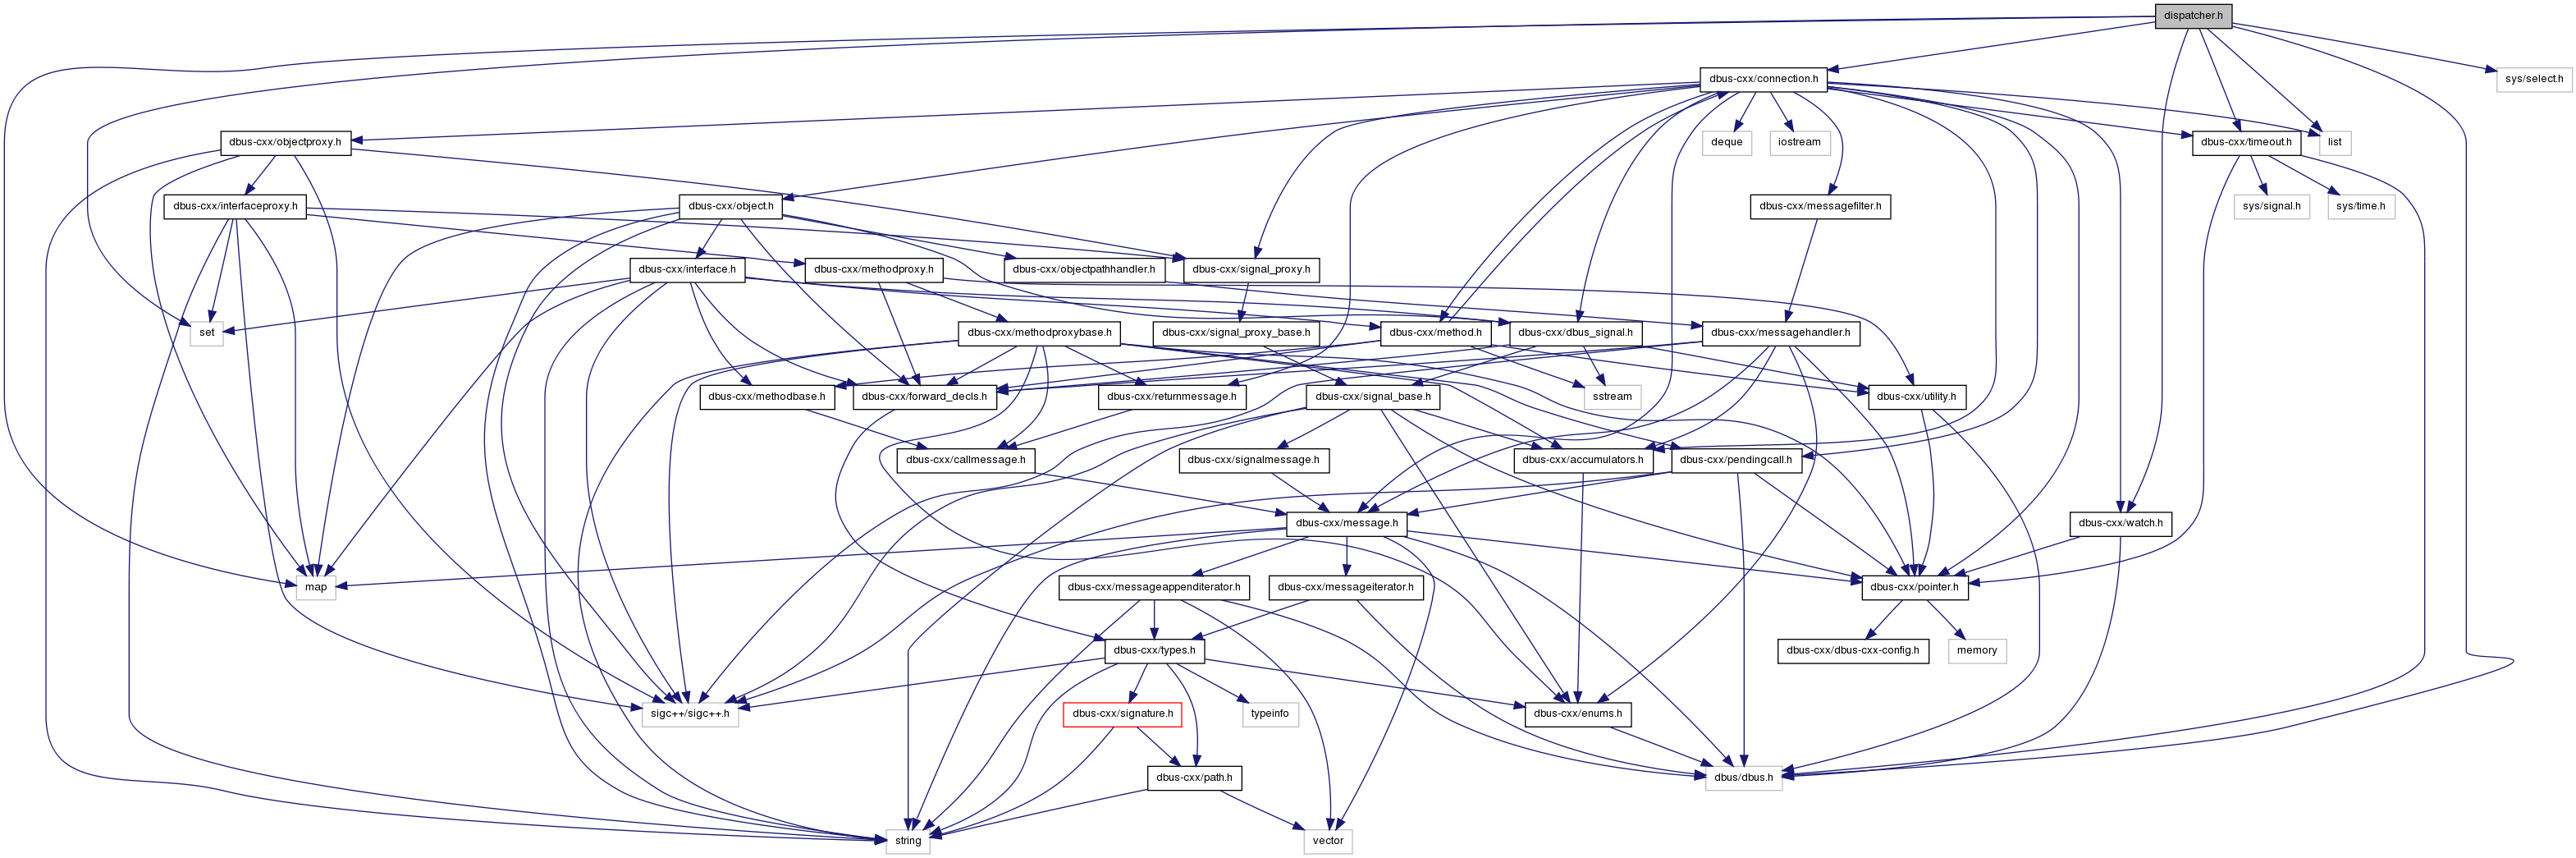 dispatcher.h
dbus-cxx/connection.h
sys/select.h
dbus-cxx/objectproxy.h
deque
iostream
dbus-cxx/timeout.h
list
dbus-cxx/interfaceproxy.h
dbus-cxx/object.h
dbus-cxx/messagefilter.h
sys/signal.h
sys/time.h
dbus-cxx/interface.h
dbus-cxx/methodproxy.h
dbus-cxx/objectpathhandler.h
dbus-cxx/signal_proxy.h
set
dbus-cxx/methodproxybase.h
dbus-cxx/signal_proxy_base.h
dbus-cxx/method.h
dbus-cxx/dbus_signal.h
dbus-cxx/messagehandler.h
dbus-cxx/methodbase.h
dbus-cxx/forward_decls.h
dbus-cxx/returnmessage.h
dbus-cxx/signal_base.h
sstream
dbus-cxx/utility.h
dbus-cxx/callmessage.h
dbus-cxx/signalmessage.h
dbus-cxx/accumulators.h
dbus-cxx/pendingcall.h
dbus-cxx/message.h
dbus-cxx/watch.h
map
dbus-cxx/messageappenditerator.h
dbus-cxx/messageiterator.h
dbus-cxx/pointer.h
dbus-cxx/types.h
dbus-cxx/dbus-cxx-config.h
memory
sigc++/sigc++.h
dbus-cxx/signature.h
typeinfo
dbus-cxx/enums.h
dbus-cxx/path.h
dbus/dbus.h
string
vector